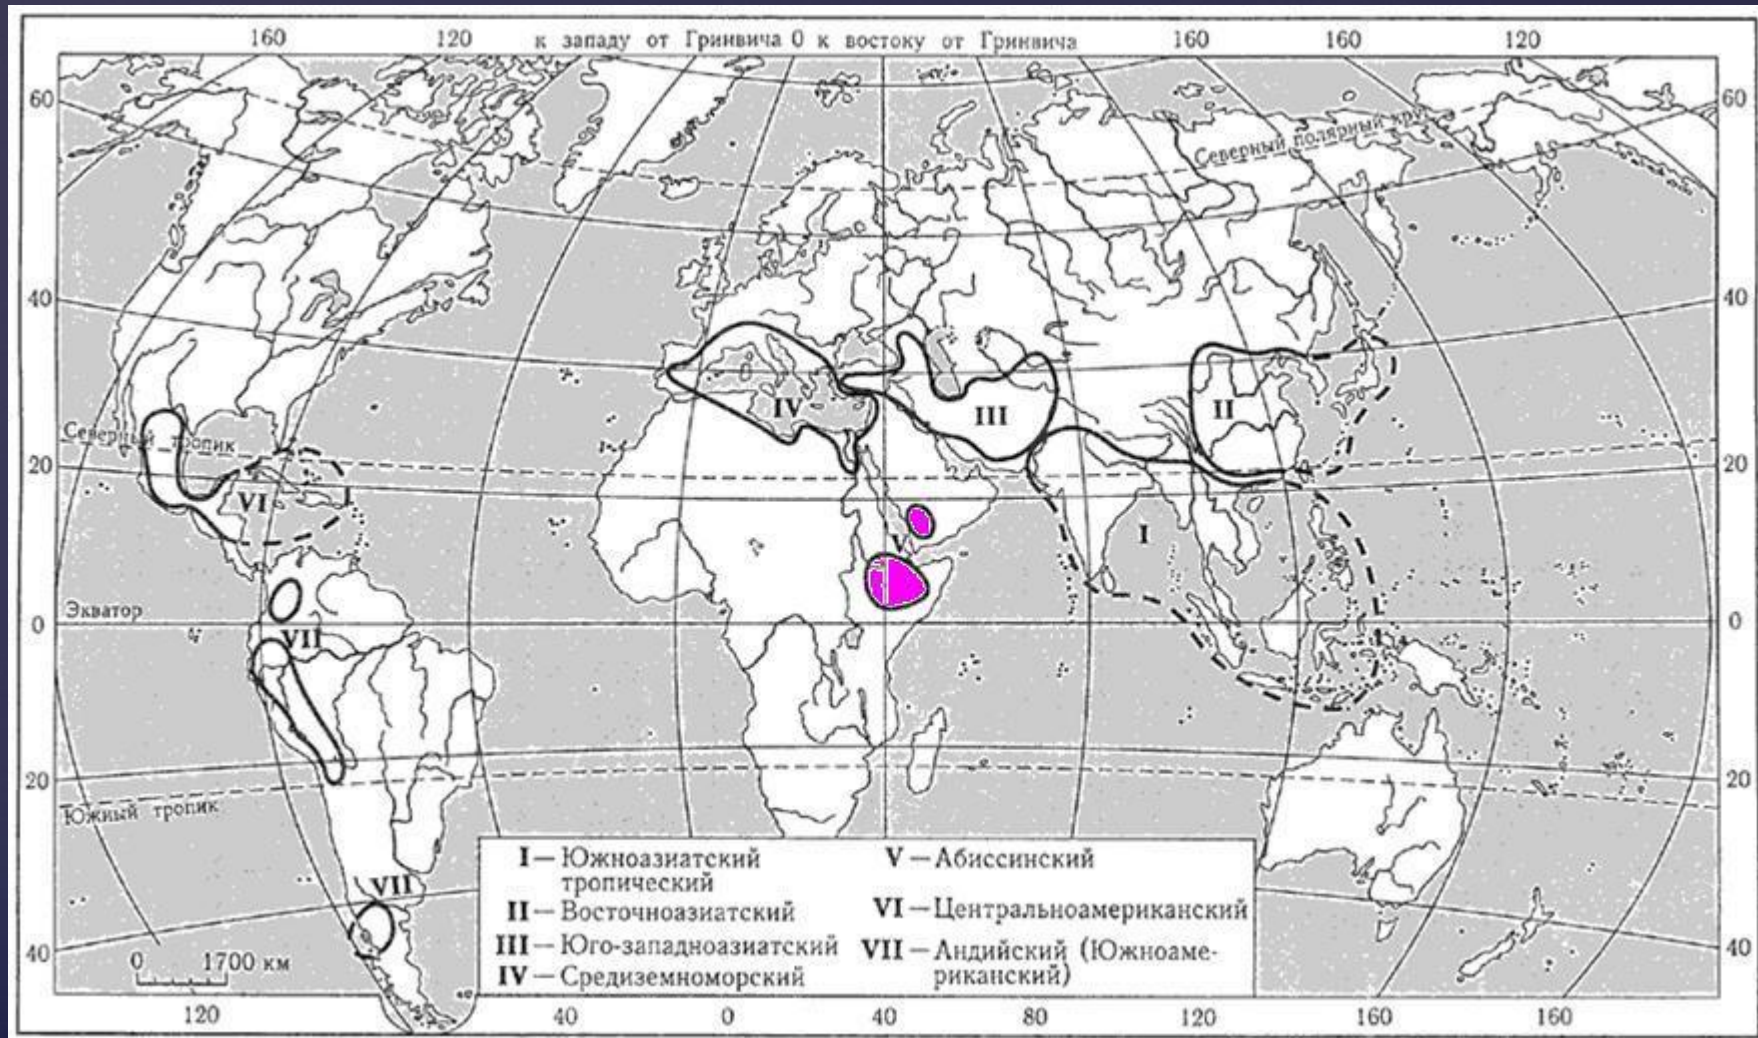 160 120 к западу от Гринвича 0 к востоку от Гринвича 160 160 120
60 60
Северный полярный круг
40 40
IV III II
Северный тропик
20 20
VI I
V
Экватор
0 0
VII
20 20
Южный тропик
VII
I — Южноазиатский тропический
II — Восточноазиатский
III — Юго-западноазиатский
IV — Средиземноморский
V — Абиссинский
VI — Центральноамериканский
VII — Андийский (Южноаме-
риканский)
40 40
0 1700 км
120 40 0 40 80 120 160 160